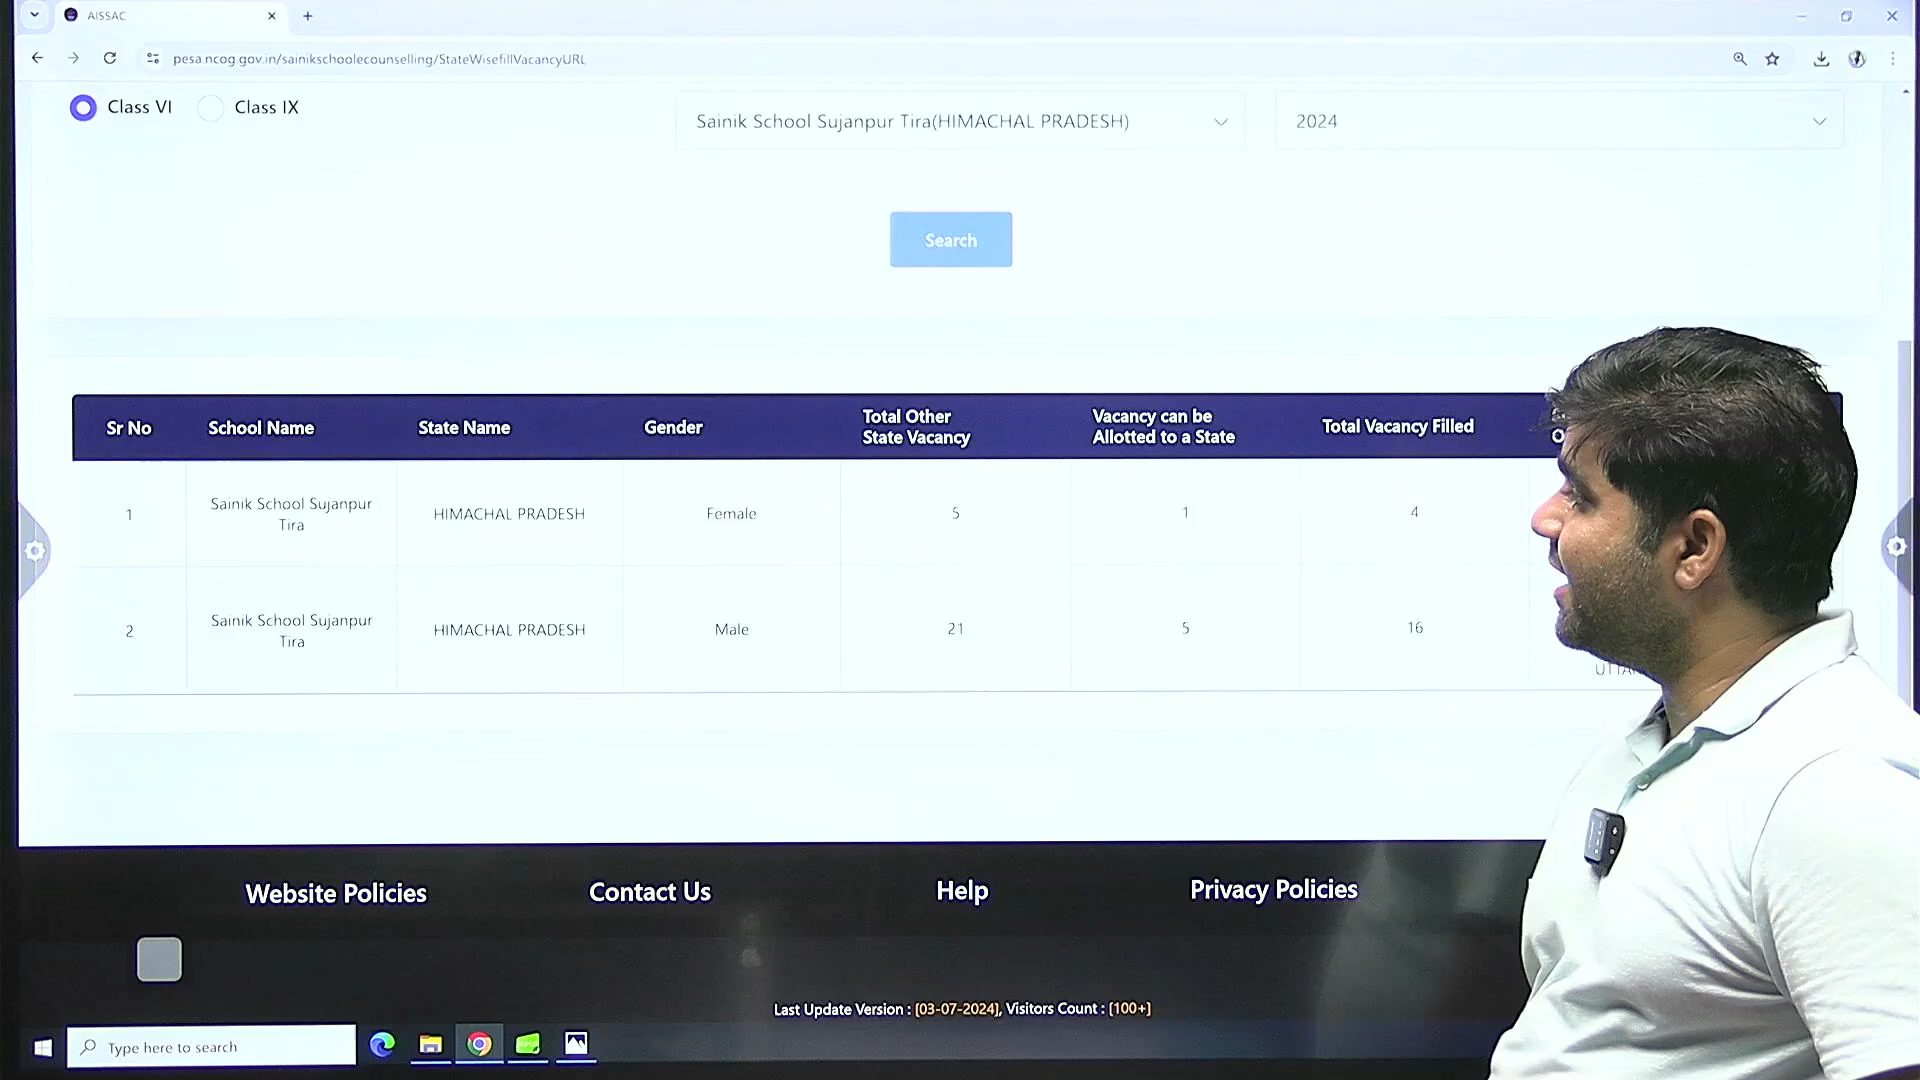 AISSAC
pesa.ncog.gov.in/sainikschoolecounselling/StateWisefillVacancyURL
Class VI Class IX
Sainik School Sujanpur Tira(HIMACHAL PRADESH)
2024
Search
Sr No
School Name
State Name
Gender
Total Other
State Vacancy
Vacancy can be
Allotted to a State
Total Vacancy Filled
1
Sainik School Sujanpur
Tira
HIMACHAL PRADESH
Female
5
1
4
2
Sainik School Sujanpur
Tira
HIMACHAL PRADESH
Male
21
5
16
Website Policies
Contact Us
Help
Privacy Policies
Last Update Version : [03-07-2024], Visitors Count : [100+]
Type here to search